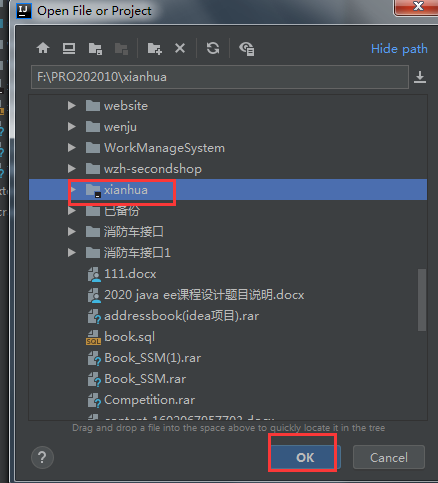 Open File or Project
Hide path
F:\PRO202010\xianhua
website
wenju
WorkManageSystem
wzh-secondshop
xianhua
已备份
消防车接口
消防车接口1
111.docx
2020 java ee课程设计题目说明.docx
addressbook(idea项目).rar
book.sql
Book_SSM(1).rar
Book_SSM.rar
Competition.rar
Drag and drop a file into the space above to quickly locate it in the tree
?
OK
Cancel